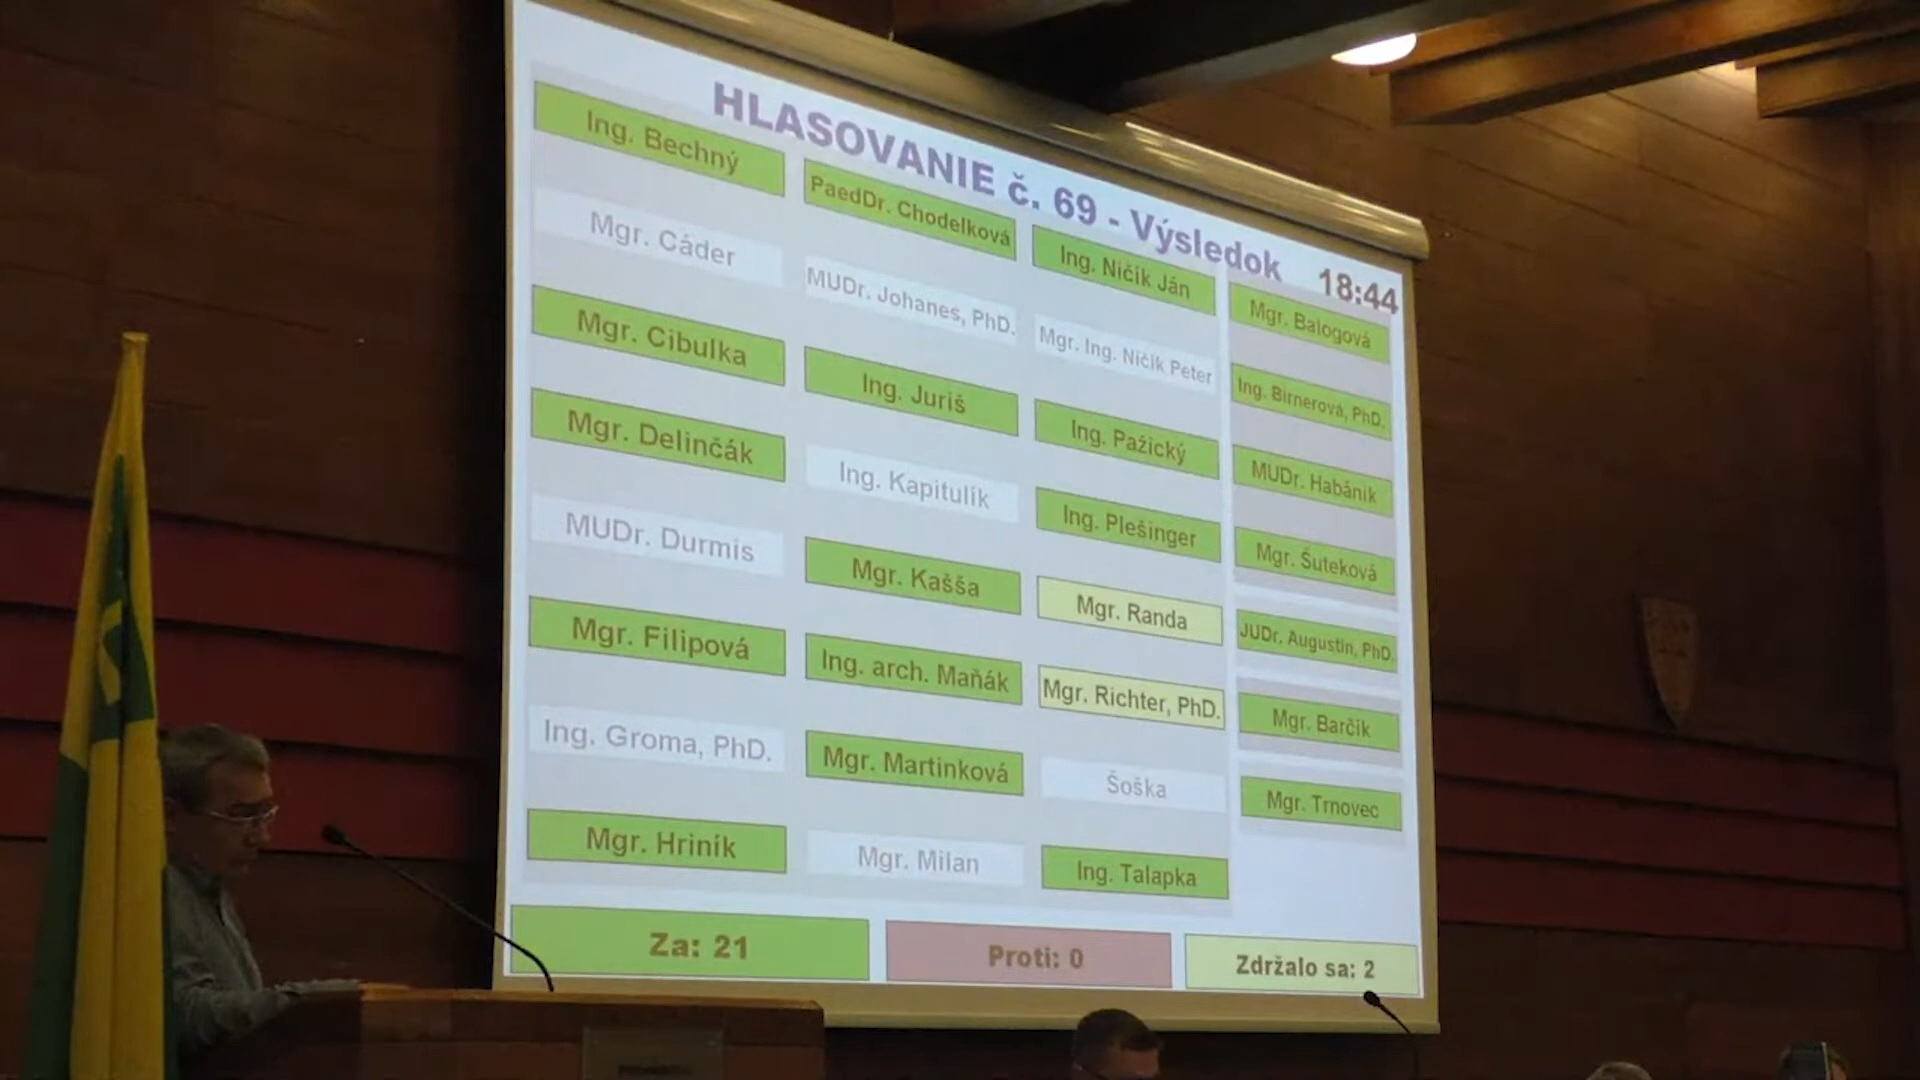 HLASOVANIE č. 69 - Výsledok 18:44
Ing. Bechný
Mgr. Cáder
Mgr. Cibulka
Mgr. Delinčák
MUDr. Durmis
Mgr. Filipová
Ing. Groma, PhD.
Mgr. Hriník
PaedDr. Chodelková
MUDr. Johanes, PhD.
Ing. Juriš
Ing. Kapitulík
Mgr. Kašša
Ing. arch. Maňák
Mgr. Martinková
Mgr. Milan
Ing. Ničík Ján
Mgr. Ing. Ničík Peter
Ing. Pažický
Ing. Plešinger
Mgr. Randa
Mgr. Richter, PhD.
Šoška
Ing. Talapka
Mgr. Balogová
Ing. Birnerová, PhD.
MUDr. Habánik
Mgr. Šuteková
JUDr. Augustín, PhD.
Mgr. Barčík
Mgr. Trnovec
Za: 21
Proti: 0
Zdržalo sa: 2